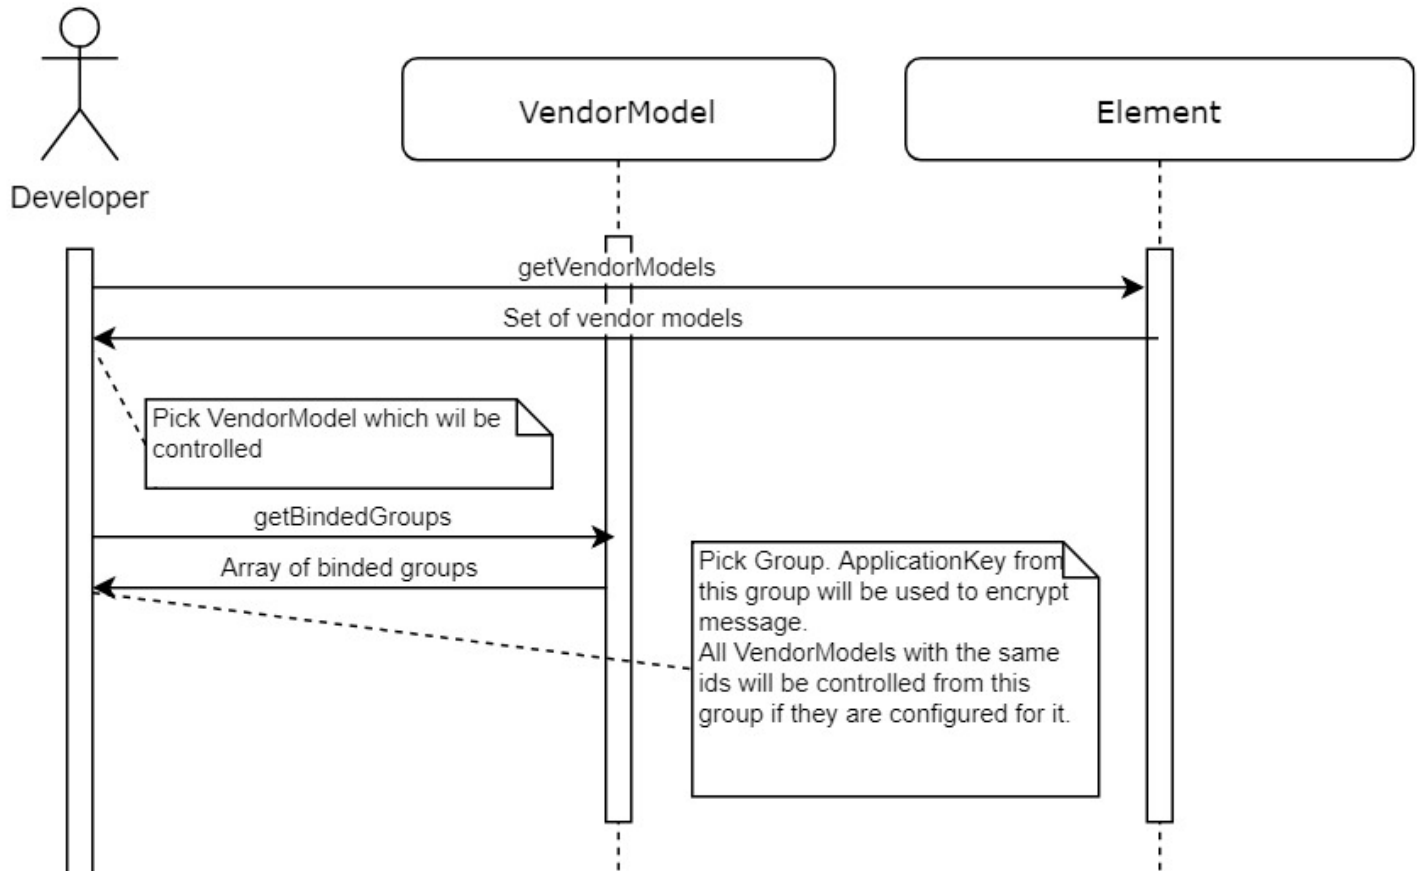 VendorModel
Element
Developer
getVendorModels
Set of vendor models
Pick VendorModel which wil be
controlled
getBindedGroups
Array of binded groups
Pick Group. ApplicationKey from
this group will be used to encrypt
message.
All VendorModels with the same
ids will be controlled from this
group if they are configured for it.